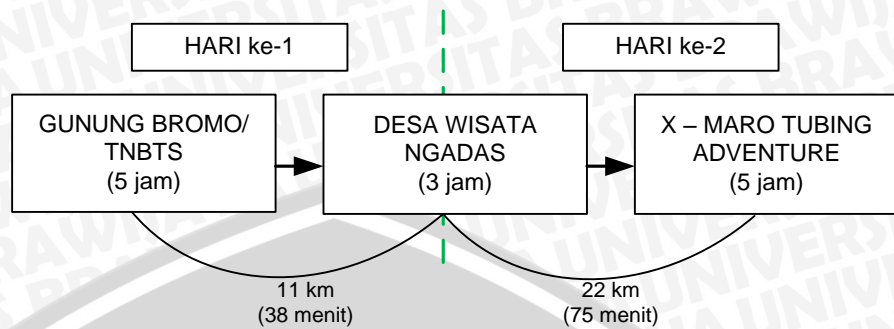 HARI ke-1
HARI ke-2
GUNUNG BROMO/
TNBTS
(5 jam)
DESA WISATA
NGADAS
(3 jam)
X – MARO TUBING
ADVENTURE
(5 jam)
11 km
(38 menit)
22 km
(75 menit)